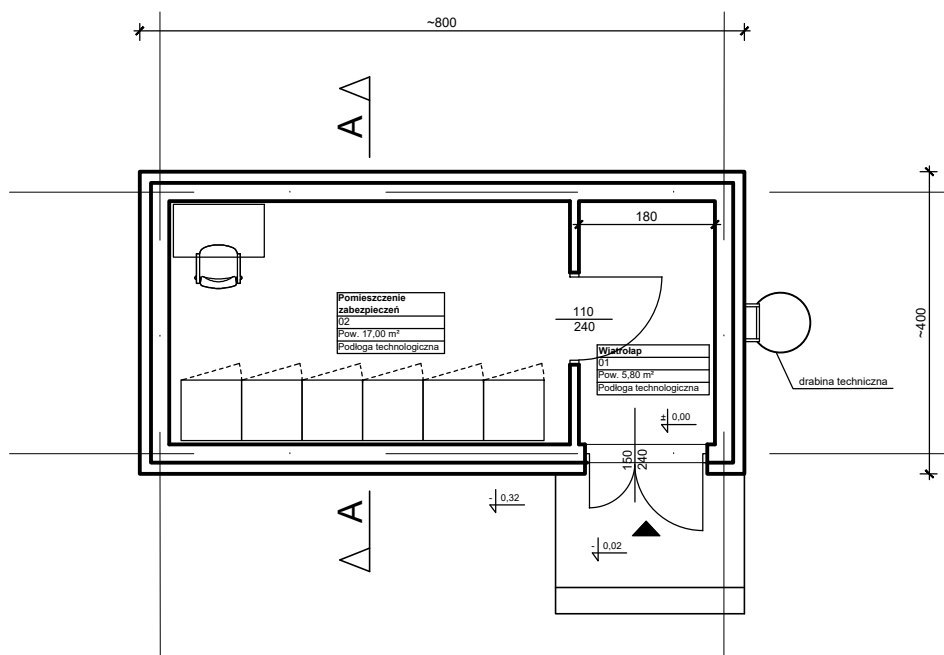 ~800
A
180
Pomieszczenie
zabezpieczeń
02
Pow. 17,00 m²
Podłoga technologiczna
110
240
Wiatrołap
01
Pow. 5,80 m²
Podłoga technologiczna
~400
drabina techniczna
± 0,00
150
240
- 0,32
A
- 0,02